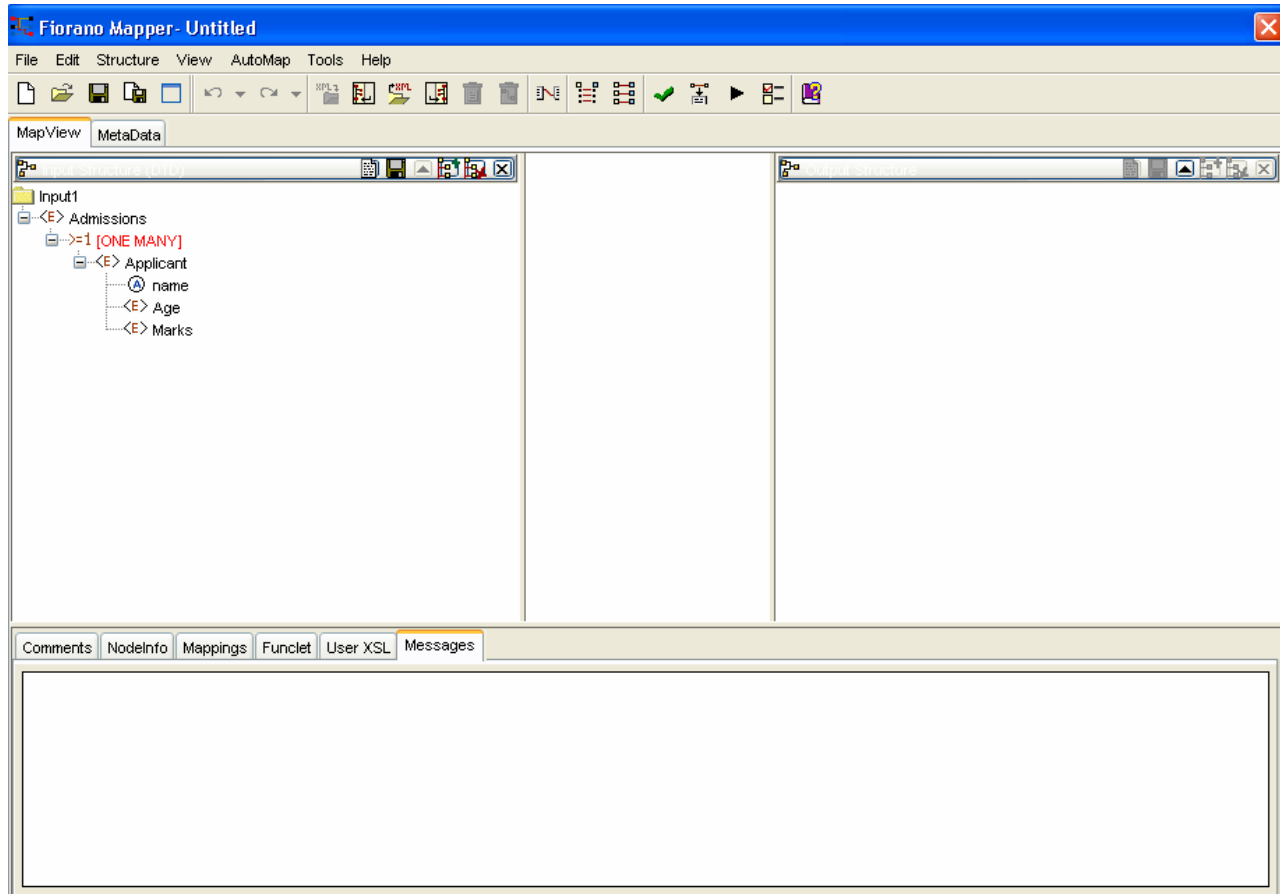 Fiorano Mapper- Untitled
File Edit Structure View AutoMap Tools Help
MapView MetaData
Input Structure (DTD)
Output Structure
Input1
<E> Admissions
>=1 [ONE MANY]
<E> Applicant
A name
<E> Age
<E> Marks
Comments NodeInfo Mappings Funclet User XSL Messages